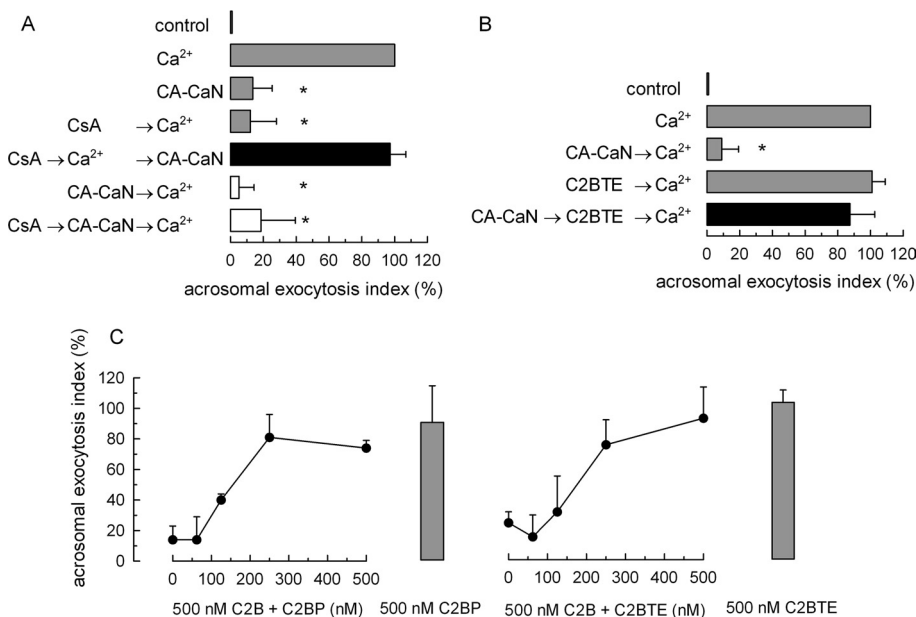 A
control
Ca²⁺
CA-CaN *
CsA →Ca²⁺ *
CsA→Ca²⁺ →CA-CaN
CA-CaN→Ca²⁺ *
CsA→CA-CaN→Ca²⁺ *
0 20 40 60 80 100 120
acrosomal exocytosis index (%)
B
control
Ca²⁺
CA-CaN→Ca²⁺ *
C2BTE →Ca²⁺
CA-CaN→C2BTE→Ca²⁺
0 20 40 60 80 100 120
acrosomal exocytosis index (%)
C
acrosomal exocytosis index (%)
120
100
80
60
40
20
0
0 100 200 300 400 500
500 nM C2B + C2BP (nM)
500 nM C2BP
0 100 200 300 400 500
500 nM C2B + C2BTE (nM)
500 nM C2BTE